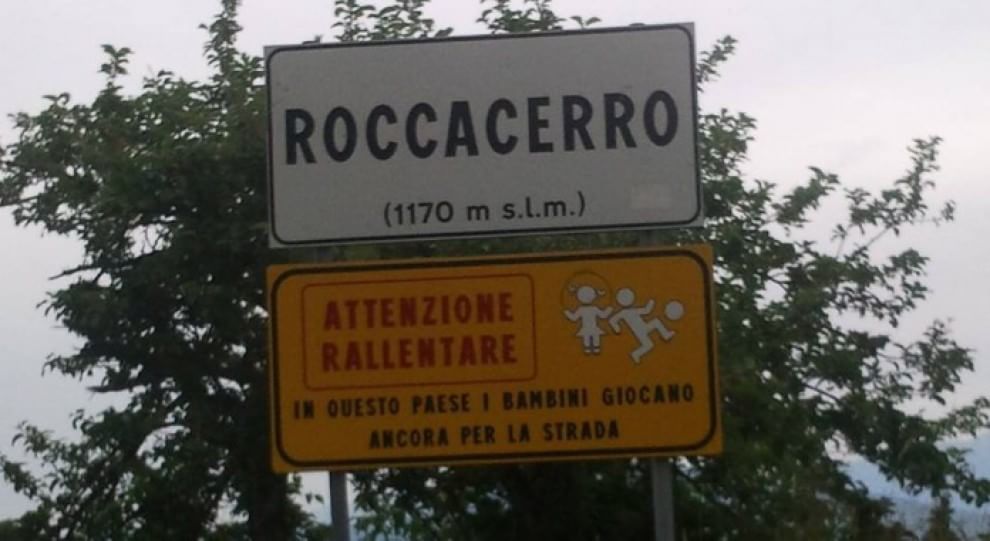 ROCCACERRO
(1170 m s.l.m.)
ATTENZIONE
RALLENTARE
IN QUESTO PAESE I BAMBINI GIOCANO
ANCORA PER LA STRADA